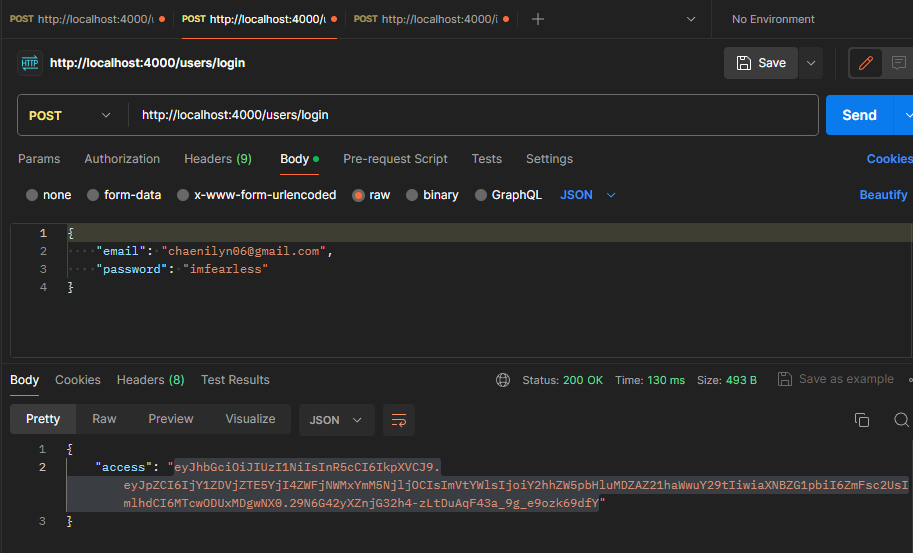 POST http://localhost:4000/u
POST http://localhost:4000/u
POST http://localhost:4000/i
No Environment
HTTP http://localhost:4000/users/login
Save
POST http://localhost:4000/users/login
Send
Params Authorization Headers (9) Body Pre-request Script Tests Settings Cookies
none form-data x-www-form-urlencoded raw binary GraphQL JSON Beautify
1 {
2 "email": "chaenilyn06@gmail.com",
3 "password": "imfearless"
4 }
Body Cookies Headers (8) Test Results Status: 200 OK Time: 130 ms Size: 493 B Save as example
Pretty Raw Preview Visualize JSON
1 {
2 "access": "eyJhbGciOiJIUzI1NiIsInR5cCI6IkpXVCJ9.
eyJpZCI6IjY1ZDVjZTE5YjI4ZWFjNWMxYmM5NjljOCIsImVtYWlsIjoiY2hhZW5pbHluMDZAZ21haWwuY29tIiwiaXNBZG1pbiI6ZmFsc2UsI
mlhdCI6MTcwODUxMDgwNX0.29N6G42yXZnjG32h4-zLtDuAqF43a_9g_e9ozk69dfY"
3 }